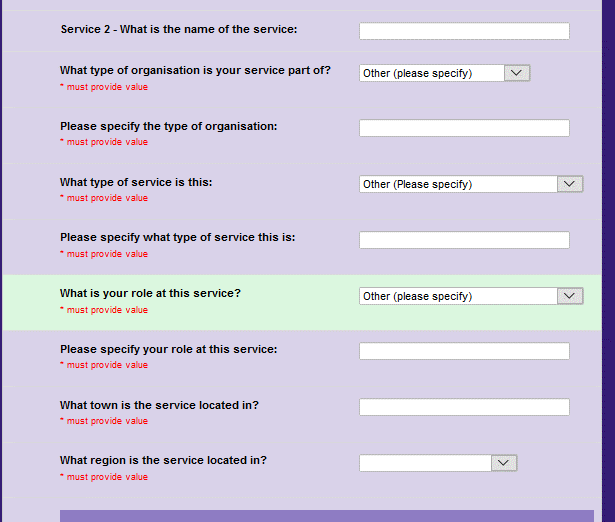 Service 2 - What is the name of the service:
What type of organisation is your service part of? Other (please specify)
* must provide value
Please specify the type of organisation:
* must provide value
What type of service is this: Other (Please specify)
* must provide value
Please specify what type of service this is:
* must provide value
What is your role at this service? Other (please specify)
* must provide value
Please specify your role at this service:
* must provide value
What town is the service located in?
* must provide value
What region is the service located in?
* must provide value